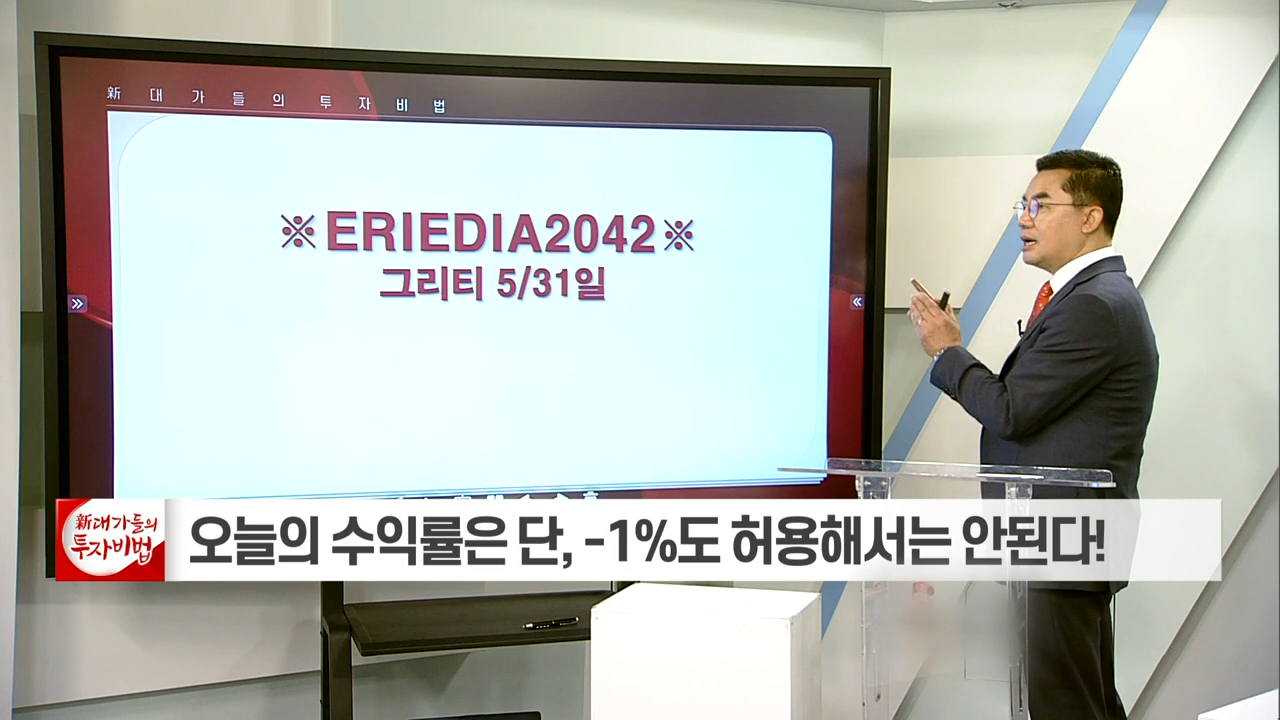 新 대 가 들 의 투 자 비 법
※ERIEDIA2042※
그리티 5/31일
新대가들의
투자비법
오늘의 수익률은 단, -1%도 허용해서는 안된다!